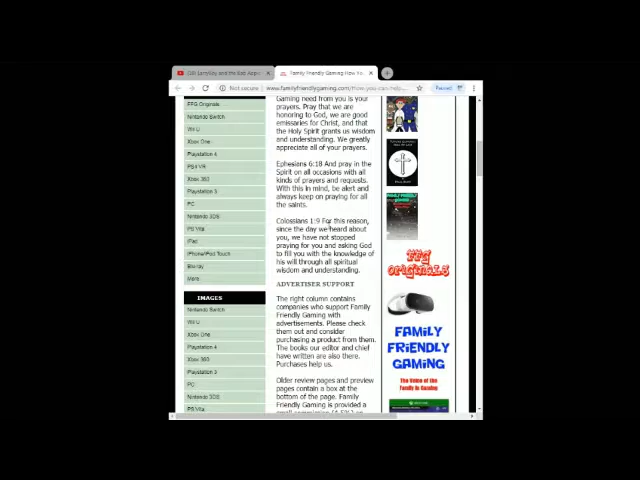 Family Friendly Gaming How Yo
Not secure
www.familyfriendlygaming.com/how-you-can-help
Paused
FFG Originals
Nintendo Switch
Wii U
Xbox One
Playstation 4
PS4 VR
Xbox 360
Playstation 3
PC
Nintendo 3DS
PS Vita
iPad
iPhone/iPod Touch
Blu-ray
More
IMAGES
Nintendo Switch
Wii U
Xbox One
Playstation 4
Xbox 360
Playstation 3
PC
Nintendo 3DS
PS Vita
Gaming need from you is your
prayers. Pray that we are
honoring to God, we are good
emissaries for Christ, and that
the Holy Spirit grants us wisdom
and understanding. We greatly
appreciate all of your prayers.
Ephesians 6:18 And pray in the
Spirit on all occasions with all
kinds of prayers and requests.
With this in mind, be alert and
always keep on praying for all
the saints.
Colossians 1:9 For this reason,
since the day we heard about
you, we have not stopped
praying for you and asking God
to fill you with the knowledge of
his will through all spiritual
wisdom and understanding.
ADVERTISER SUPPORT
The right column contains
companies who support Family
Friendly Gaming with
advertisements. Please check
them out and consider
purchasing a product from them.
The books our editor and chief
have written are also there.
Purchases help us.
Older review pages and preview
pages contain a box at the
bottom of the page. Family
Friendly Gaming is provided a
FFG
ORIGINALS
FAMILY
FRIENDLY
GAMING
The Voice of the
Family in Gaming